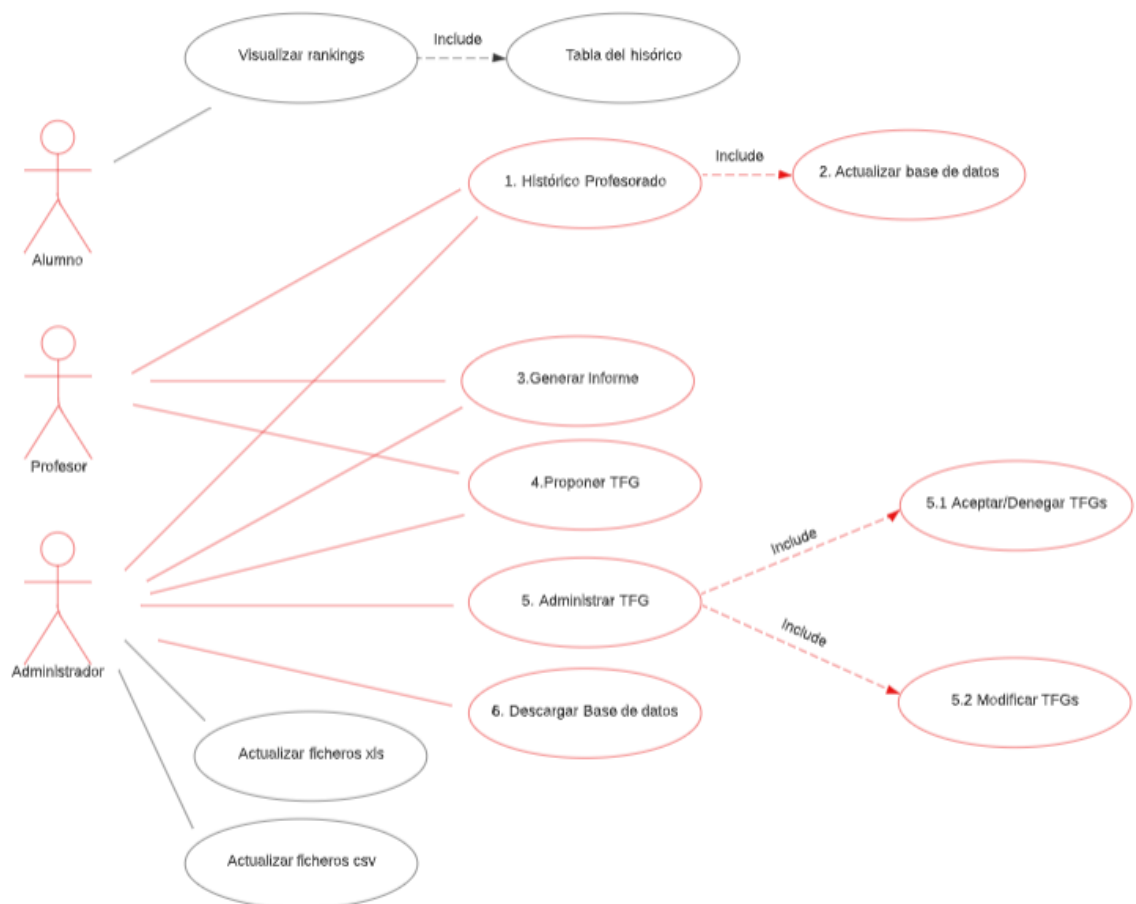 Include
Visualizar rankings
Tabla del hisórico
Include
1. Histórico Profesorado
2. Actualizar base de datos
Alumno
3.Generar Informe
Profesor
4.Proponer TFG
5.1 Aceptar/Denegar TFGs
Include
5. Administrar TFG
Include
Administrador
6. Descargar Base de datos
5.2 Modificar TFGs
Actualizar ficheros xls
Actualizar ficheros csv